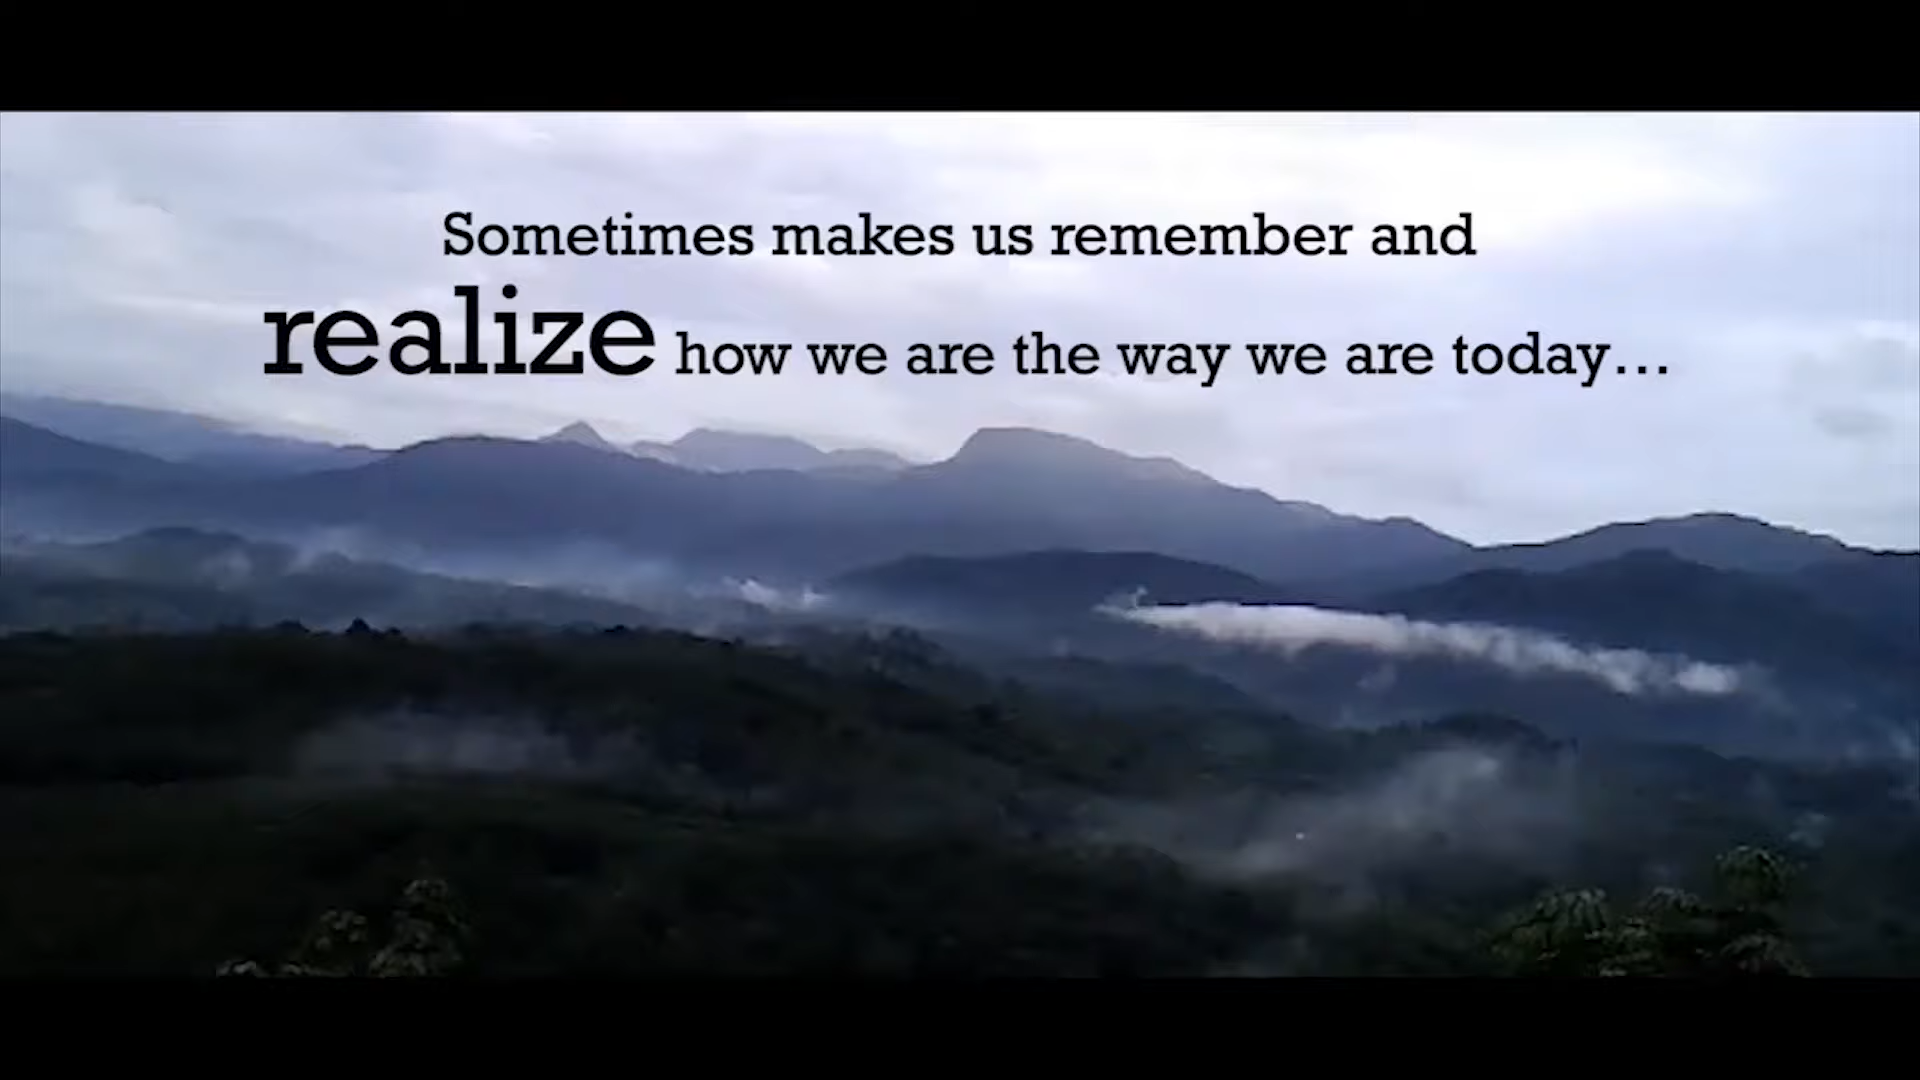 Sometimes makes us remember and
realize how we are the way we are today...